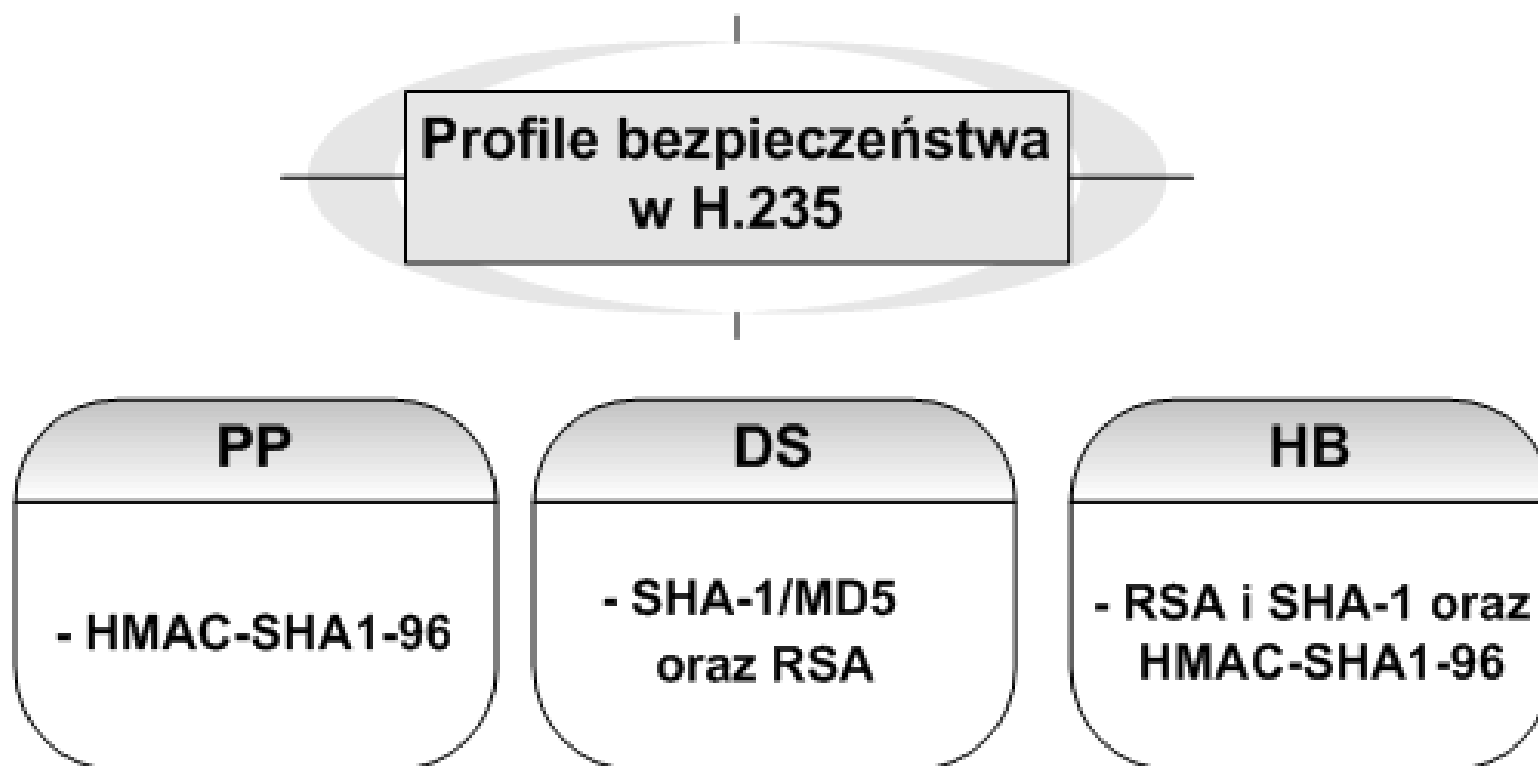 Profile bezpieczeństwa
w H.235
PP
- HMAC-SHA1-96
DS
- SHA-1/MD5
oraz RSA
HB
- RSA i SHA-1 oraz
HMAC-SHA1-96